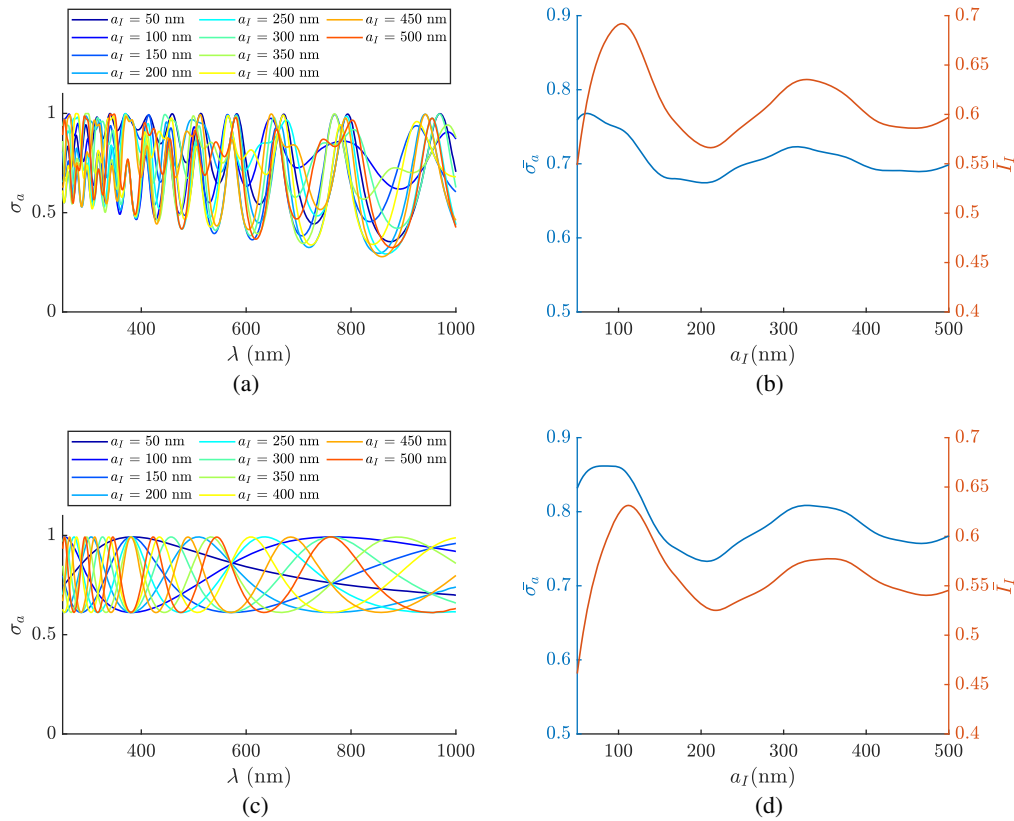 a_I = 50 nm
a_I = 100 nm
a_I = 150 nm
a_I = 200 nm
a_I = 250 nm
a_I = 300 nm
a_I = 350 nm
a_I = 400 nm
a_I = 450 nm
a_I = 500 nm
1
0.5
0
σ_a
400 600 800 1000
λ (nm)
(a)
0.9
0.8
0.7
0.6
0.5
σ̄_a
0.7
0.65
0.6
0.55
0.5
0.45
0.4
Ī_I
100 200 300 400 500
a_I(nm)
(b)
a_I = 50 nm
a_I = 100 nm
a_I = 150 nm
a_I = 200 nm
a_I = 250 nm
a_I = 300 nm
a_I = 350 nm
a_I = 400 nm
a_I = 450 nm
a_I = 500 nm
1
0.5
0
σ_a
400 600 800 1000
λ (nm)
(c)
0.9
0.8
0.7
0.6
0.5
σ̄_a
0.7
0.65
0.6
0.55
0.5
0.45
0.4
Ī_I
100 200 300 400 500
a_I(nm)
(d)